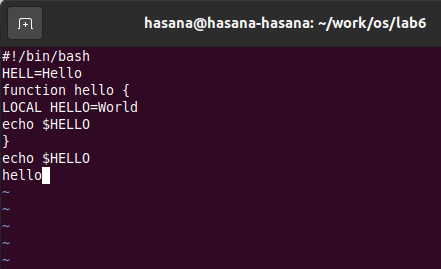 hasana@hasana-hasana: ~/work/os/lab6
#!/bin/bash
HELL=Hello
function hello {
LOCAL HELLO=World
echo $HELLO
}
echo $HELLO
hello
~
~
~
~
~